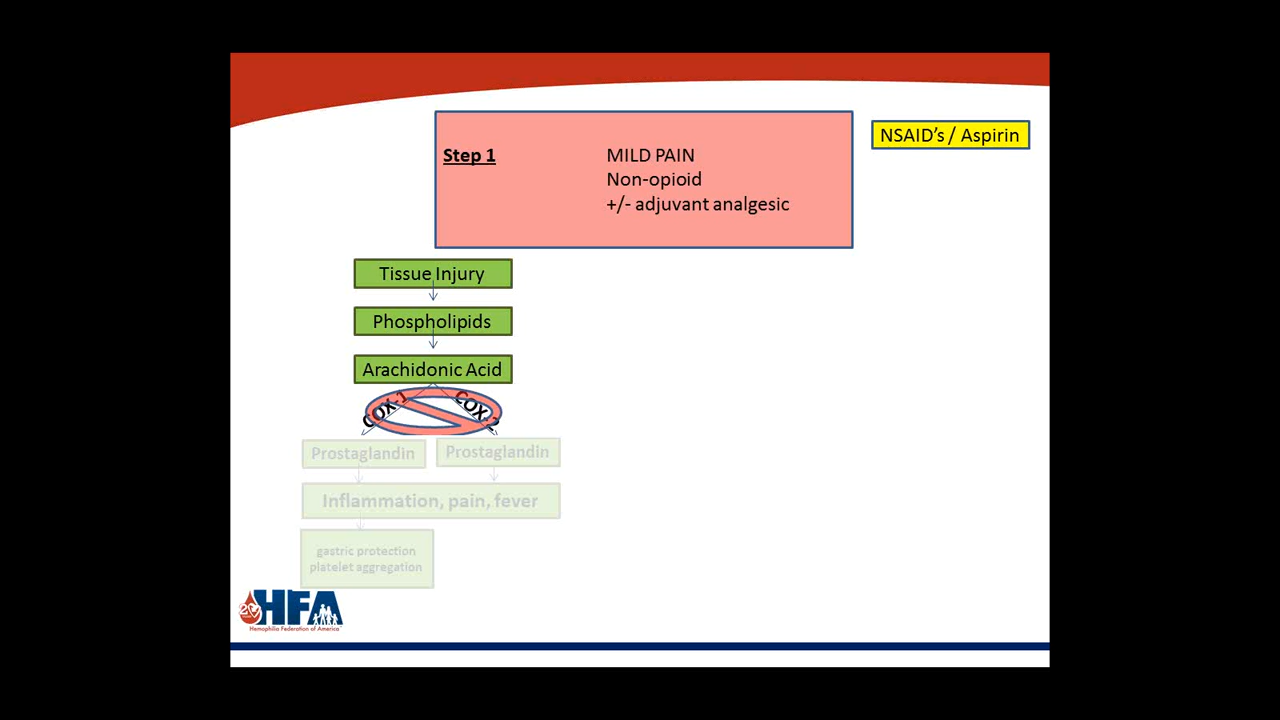 NSAID's / Aspirin
Step 1
MILD PAIN
Non-opioid
+/- adjuvant analgesic
Tissue Injury
Phospholipids
Arachidonic Acid
COX-1
COX-2
Prostaglandin
Prostaglandin
Inflammation, pain, fever
gastric protection
platelet aggregation
HFA
Hemophilia Federation of America